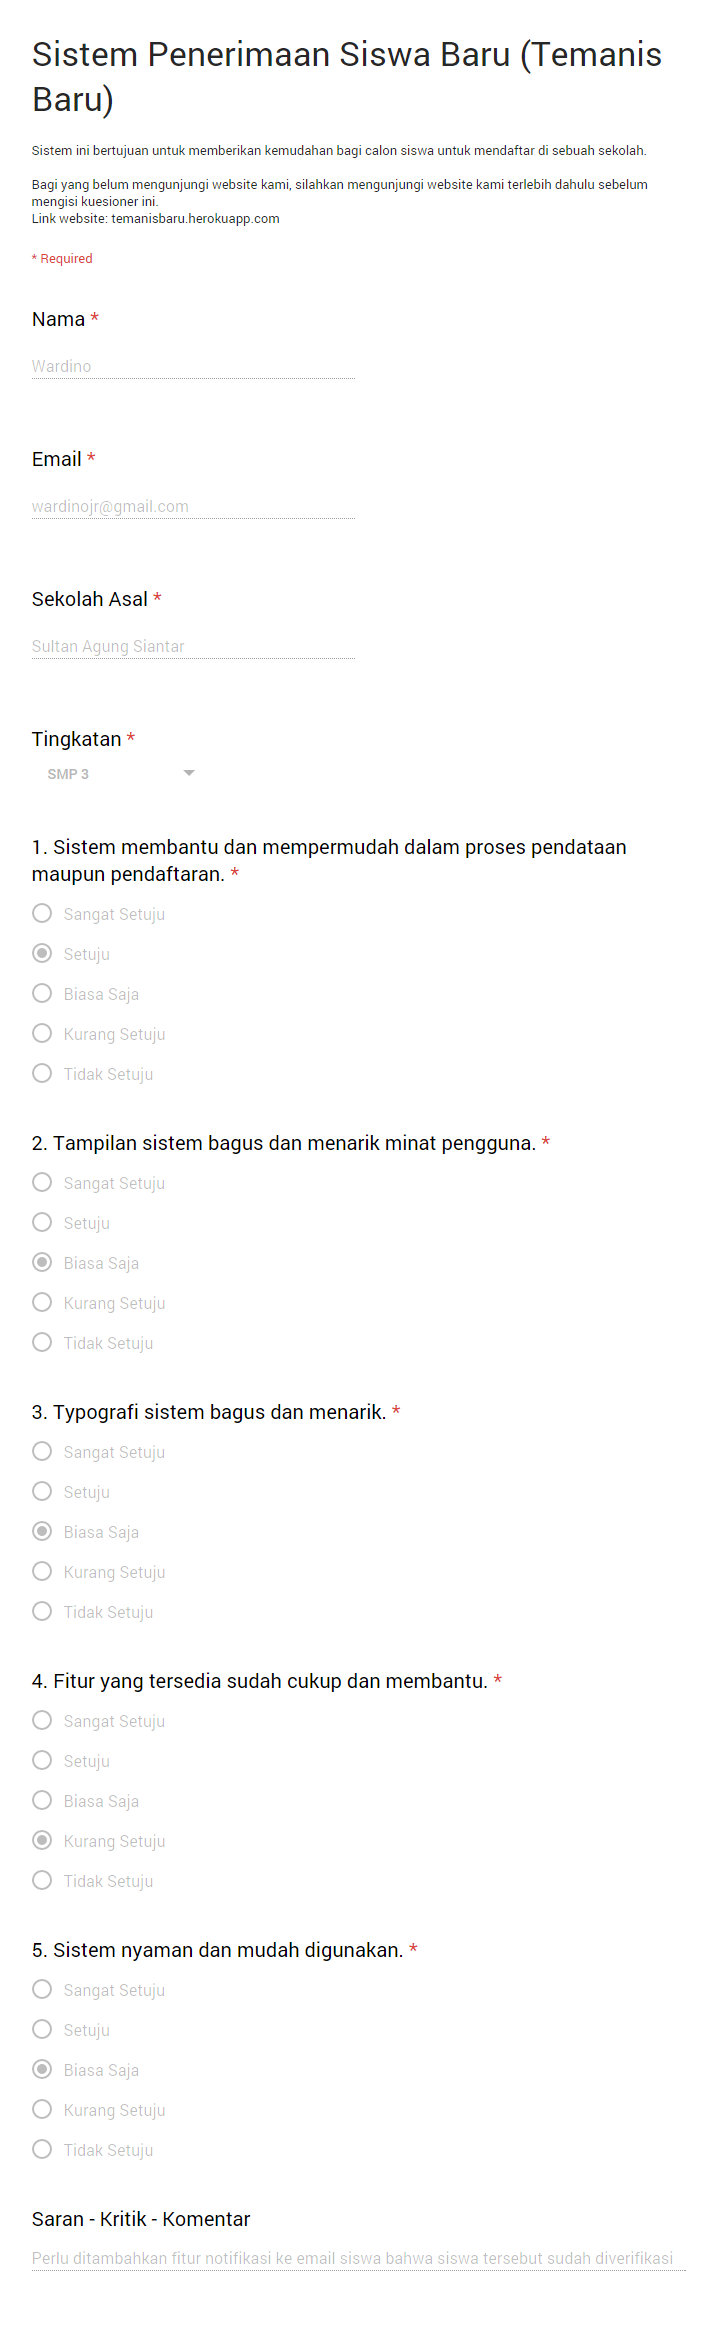 Sistem Penerimaan Siswa Baru (Temanis
Baru)
Sistem ini bertujuan untuk memberikan kemudahan bagi calon siswa untuk mendaftar di sebuah sekolah.
Bagi yang belum mengunjungi website kami, silahkan mengunjungi website kami terlebih dahulu sebelum
mengisi kuesioner ini.
Link website: temanisbaru.herokuapp.com
* Required
Nama *
Wardino
Email *
wardinojr@gmail.com
Sekolah Asal *
Sultan Agung Siantar
Tingkatan *
SMP 3
1. Sistem membantu dan mempermudah dalam proses pendataan
maupun pendaftaran. *
Sangat Setuju
Setuju
Biasa Saja
Kurang Setuju
Tidak Setuju
2. Tampilan sistem bagus dan menarik minat pengguna. *
Sangat Setuju
Setuju
Biasa Saja
Kurang Setuju
Tidak Setuju
3. Typografi sistem bagus dan menarik. *
Sangat Setuju
Setuju
Biasa Saja
Kurang Setuju
Tidak Setuju
4. Fitur yang tersedia sudah cukup dan membantu. *
Sangat Setuju
Setuju
Biasa Saja
Kurang Setuju
Tidak Setuju
5. Sistem nyaman dan mudah digunakan. *
Sangat Setuju
Setuju
Biasa Saja
Kurang Setuju
Tidak Setuju
Saran - Kritik - Komentar
Perlu ditambahkan fitur notifikasi ke email siswa bahwa siswa tersebut sudah diverifikasi